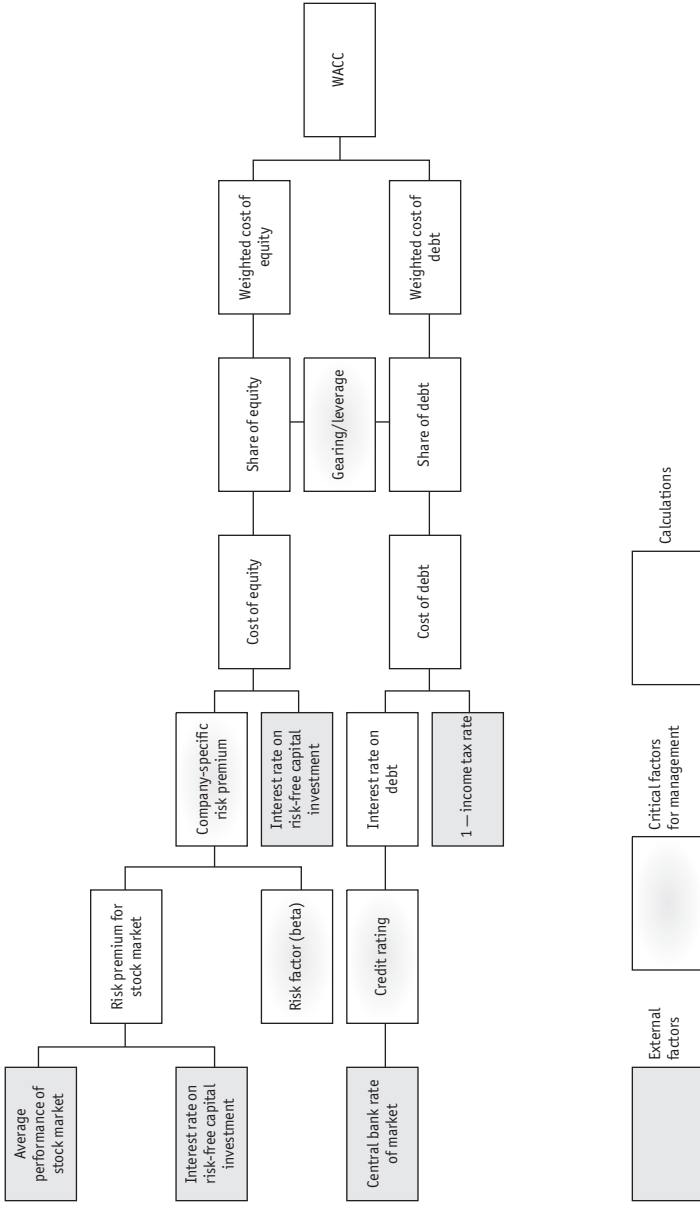 Average
performance of
stock market
Interest rate on
risk-free capital
investment
Central bank rate
of market
Risk premium for
stock market
Risk factor (beta)
Credit rating
Company-specific
risk premium
Interest rate on
risk-free capital
investment
Interest rate on
debt
1 — income tax rate
Cost of equity
Cost of debt
Share of equity
Gearing/leverage
Share of debt
Weighted cost of
equity
Weighted cost of
debt
WACC
External
factors
Critical factors
for management
Calculations